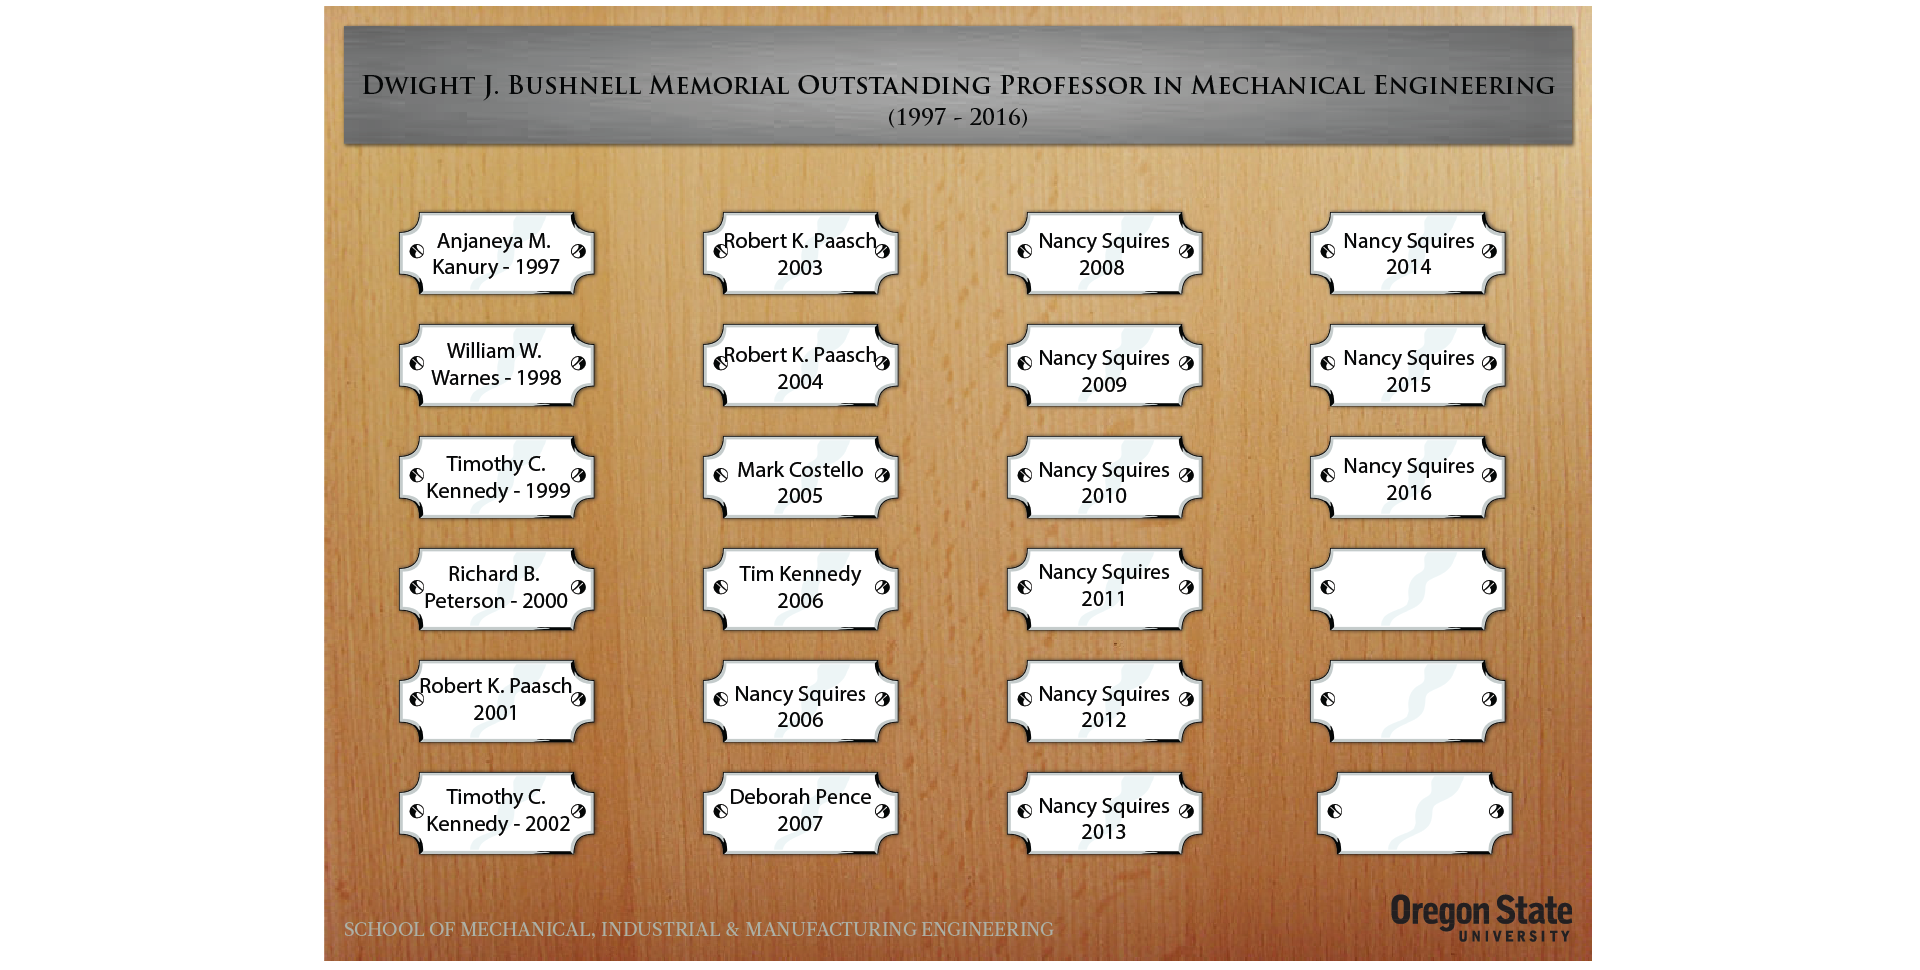 Dwight J. Bushnell Memorial Outstanding Professor in Mechanical Engineering
(1997 - 2016)
Anjaneya M.
Kanury - 1997
William W.
Warnes - 1998
Timothy C.
Kennedy - 1999
Richard B.
Peterson - 2000
Robert K. Paasch
2001
Timothy C.
Kennedy - 2002
Robert K. Paasch
2003
Robert K. Paasch
2004
Mark Costello
2005
Tim Kennedy
2006
Nancy Squires
2006
Deborah Pence
2007
Nancy Squires
2008
Nancy Squires
2009
Nancy Squires
2010
Nancy Squires
2011
Nancy Squires
2012
Nancy Squires
2013
Nancy Squires
2014
Nancy Squires
2015
Nancy Squires
2016
SCHOOL OF MECHANICAL, INDUSTRIAL & MANUFACTURING ENGINEERING
Oregon State
UNIVERSITY